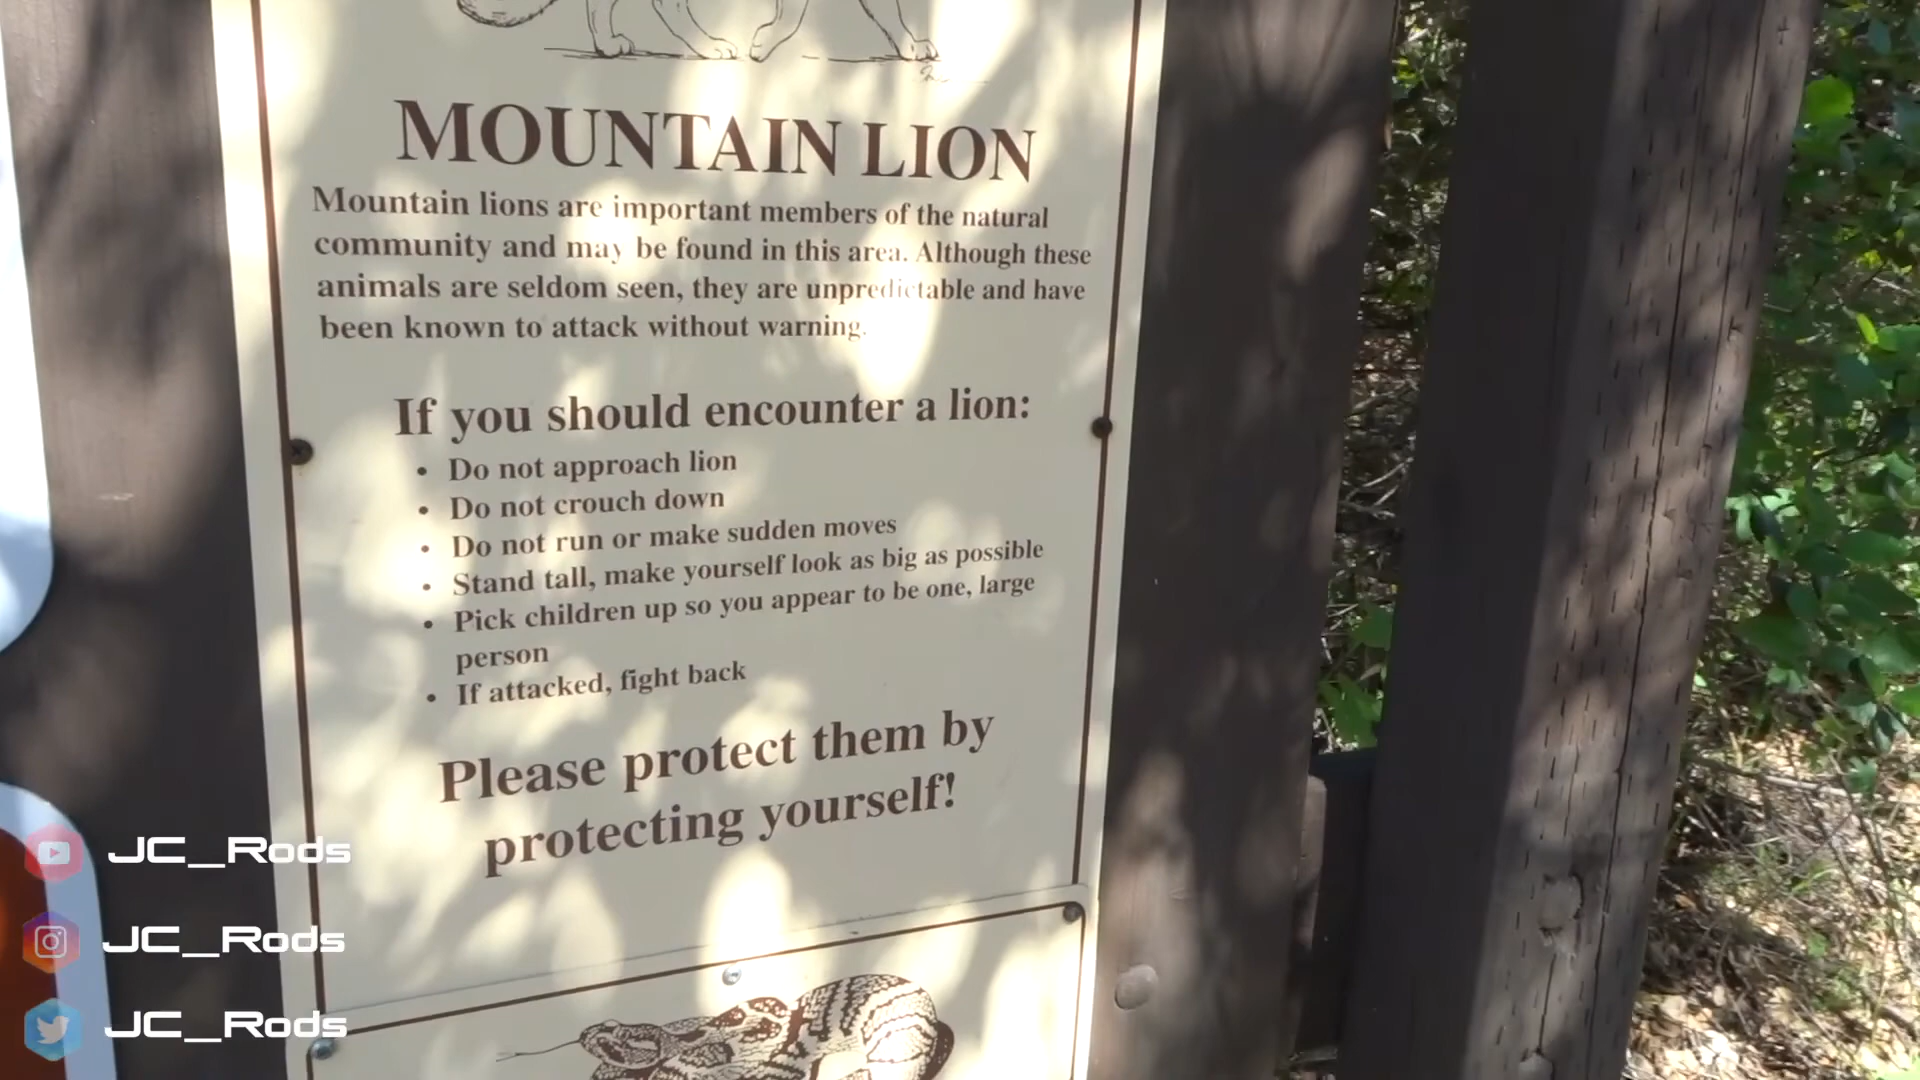 MOUNTAIN LION
Mountain lions are important members of the natural
community and may be found in this area. Although these
animals are seldom seen, they are unpredictable and have
been known to attack without warning.
If you should encounter a lion:
• Do not approach lion
• Do not crouch down
• Do not run or make sudden moves
• Stand tall, make yourself look as big as possible
• Pick children up so you appear to be one, large
person
• If attacked, fight back
Please protect them by
protecting yourself!
JC_Rods
JC_Rods
JC_Rods